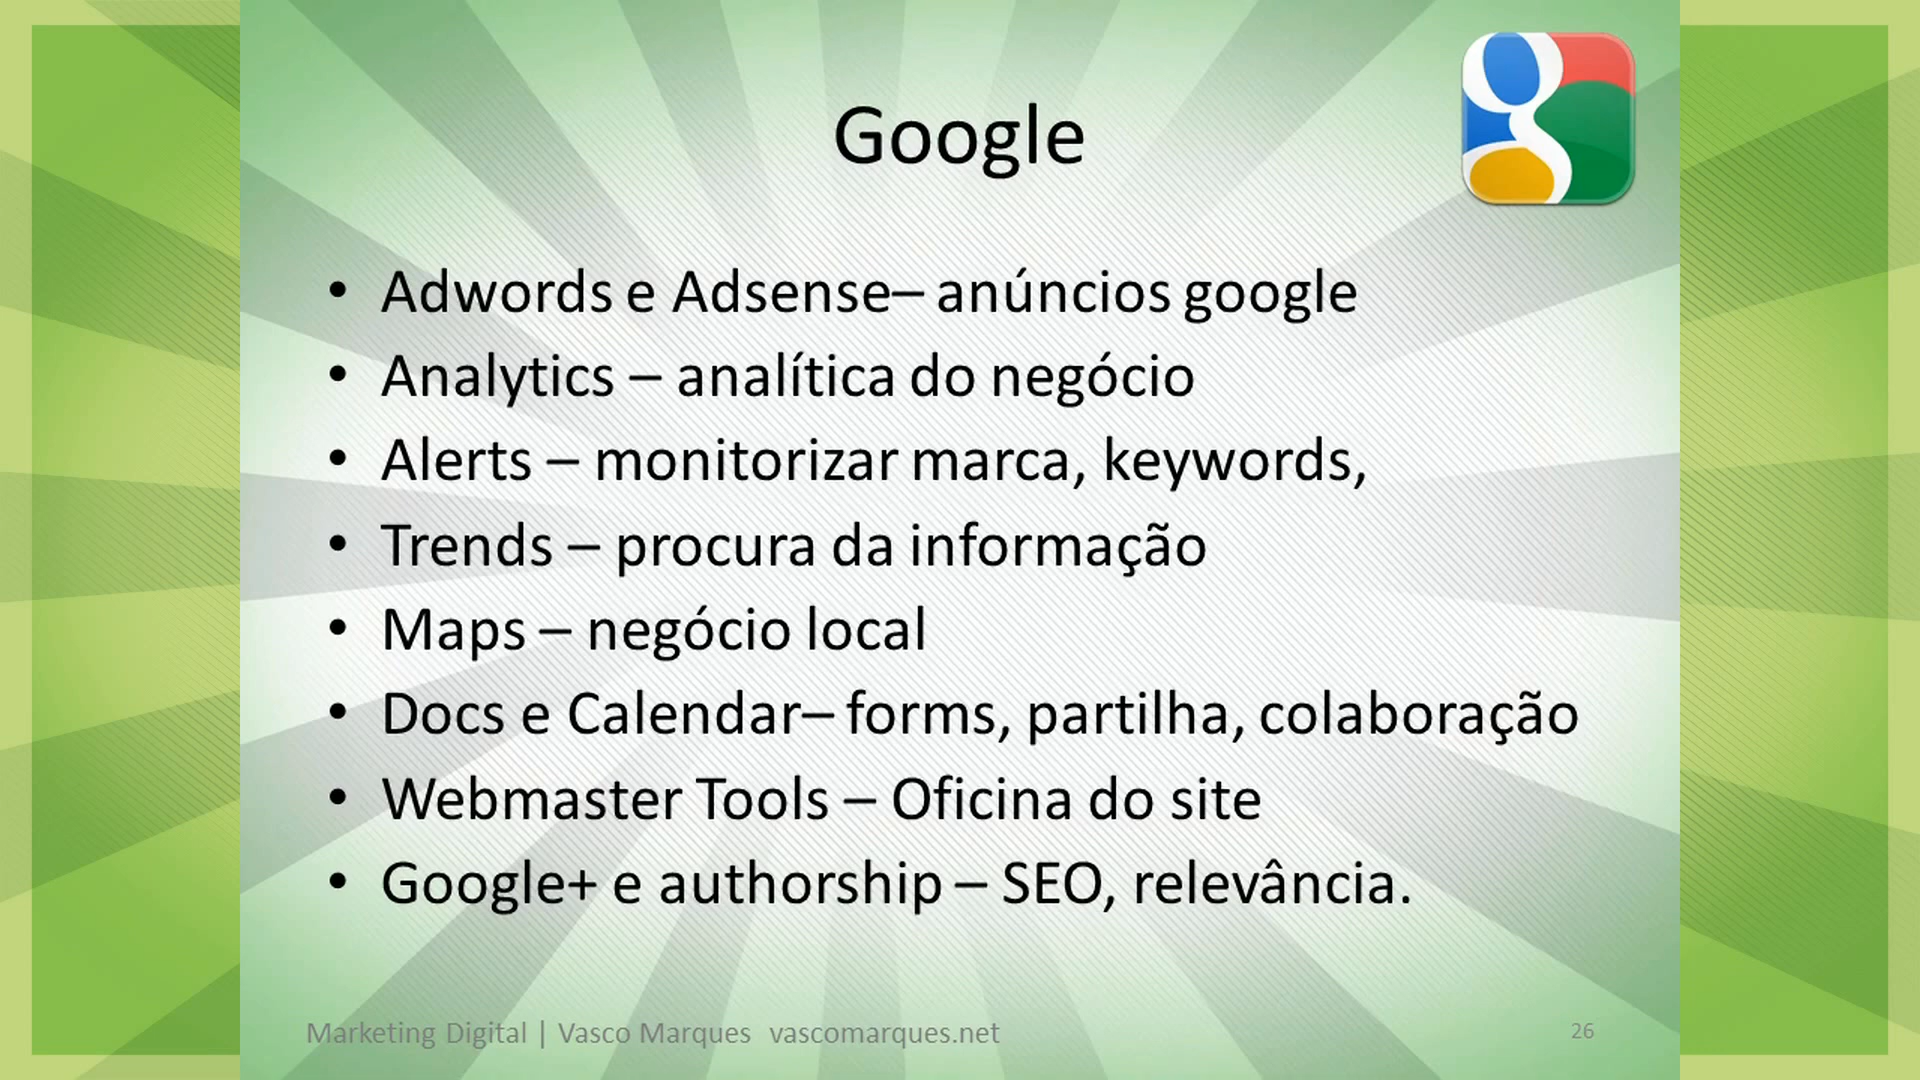 Google
• Adwords e Adsense– anúncios google
• Analytics – analítica do negócio
• Alerts – monitorizar marca, keywords,
• Trends – procura da informação
• Maps – negócio local
• Docs e Calendar– forms, partilha, colaboração
• Webmaster Tools – Oficina do site
• Google+ e authorship – SEO, relevância.
Marketing Digital | Vasco Marques  vascomarques.net
26